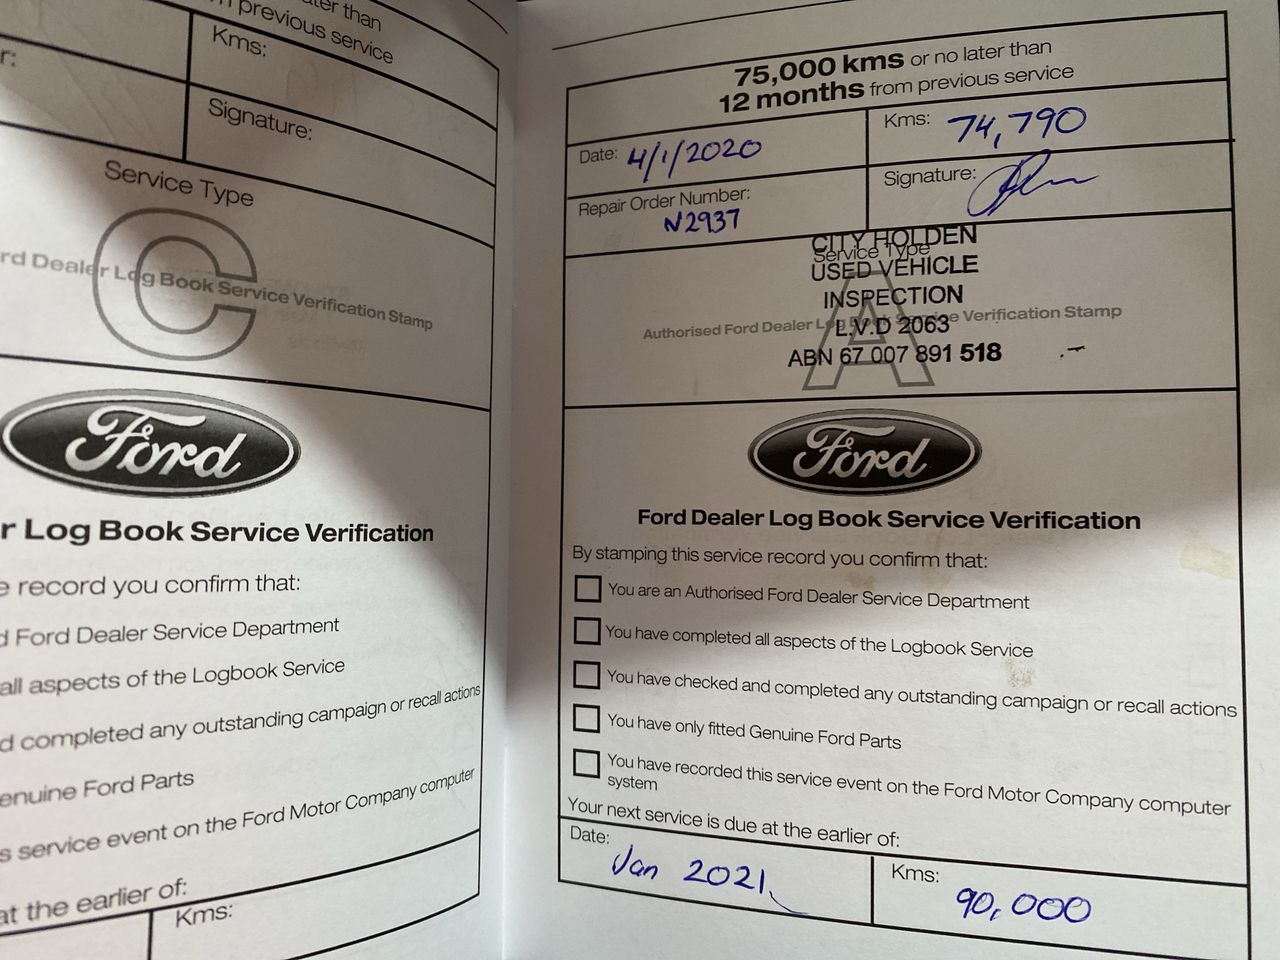 ater than
previous service
r:
Kms:
Signature:
Service Type
C
rd Dealer Log Book Service Verification Stamp
Ford
r Log Book Service Verification
e record you confirm that:
d Ford Dealer Service Department
all aspects of the Logbook Service
d completed any outstanding campaign or recall actions
enuine Ford Parts
s service event on the Ford Motor Company computer
at the earlier of:
Kms:
75,000 kms or no later than
12 months from previous service
Date: 4/1/2020
Kms: 74,790
Repair Order Number:
N2937
Signature:
Service Type
A
Authorised Ford Dealer Log Book Service Verification Stamp
CITY HOLDEN
USED VEHICLE
INSPECTION
L.V.D 2063
ABN 67 007 891 518
Ford
Ford Dealer Log Book Service Verification
By stamping this service record you confirm that:
You are an Authorised Ford Dealer Service Department
You have completed all aspects of the Logbook Service
You have checked and completed any outstanding campaign or recall actions
You have only fitted Genuine Ford Parts
You have recorded this service event on the Ford Motor Company computer
system
Your next service is due at the earlier of:
Date: Jan 2021
Kms: 90,000